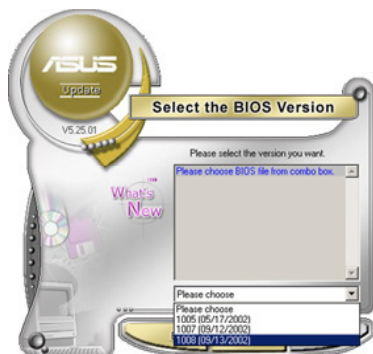 ASUS
Update
V5.25.01
Select the BIOS Version
Please select the version you want.
What's
New
Please choose BIOS file from combo box.
Please choose
Please choose
1005 (05/17/2002)
1007 (09/12/2002)
1008 (09/13/2002)